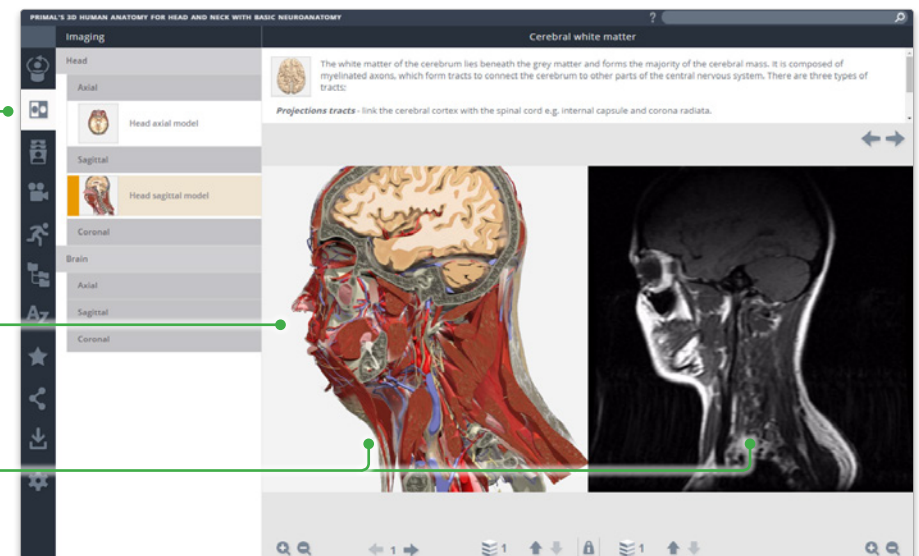 PRIMAL'S 3D HUMAN ANATOMY FOR HEAD AND NECK WITH BASIC NEUROANATOMY
?
Imaging
Cerebral white matter
Head
Axial
Head axial model
Sagittal
Head sagittal model
Coronal
Brain
Axial
Sagittal
Coronal
The white matter of the cerebrum lies beneath the grey matter and forms the majority of the cerebral mass. It is composed of
myelinated axons, which form tracts to connect the cerebrum to other parts of the central nervous system. There are three types of
tracts:
Projections tracts - link the cerebral cortex with the spinal cord e.g. internal capsule and corona radiata.
AZ
1
1
1